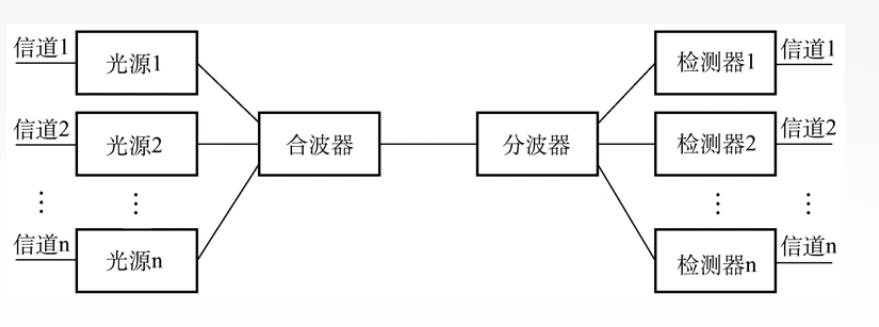 信道1
光源1
检测器1
信道1
信道2
光源2
合波器
分波器
检测器2
信道2
信道n
光源n
检测器n
信道n